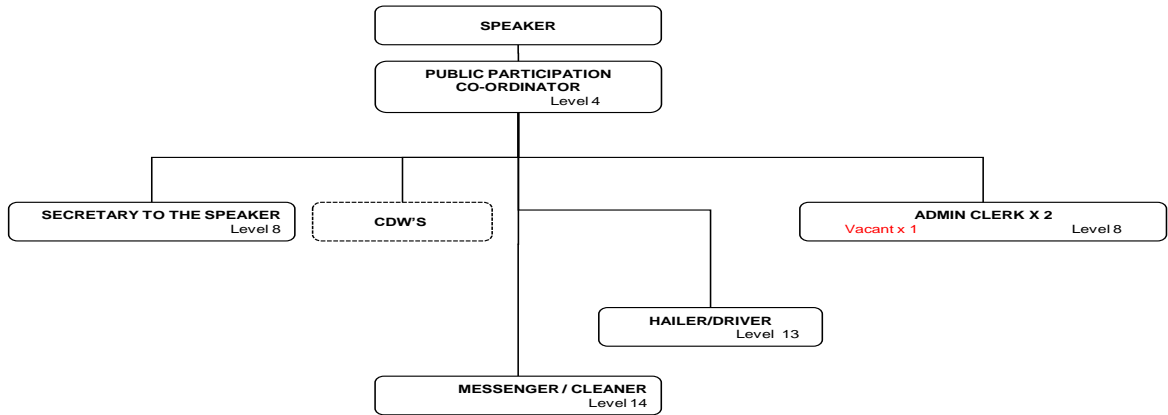 SPEAKER
PUBLIC PARTICIPATION
CO-ORDINATOR
Level 4
SECRETARY TO THE SPEAKER
Level 8
CDW'S
ADMIN CLERK X 2
Vacant x 1 Level 8
HAILER/DRIVER
Level 13
MESSENGER / CLEANER
Level 14